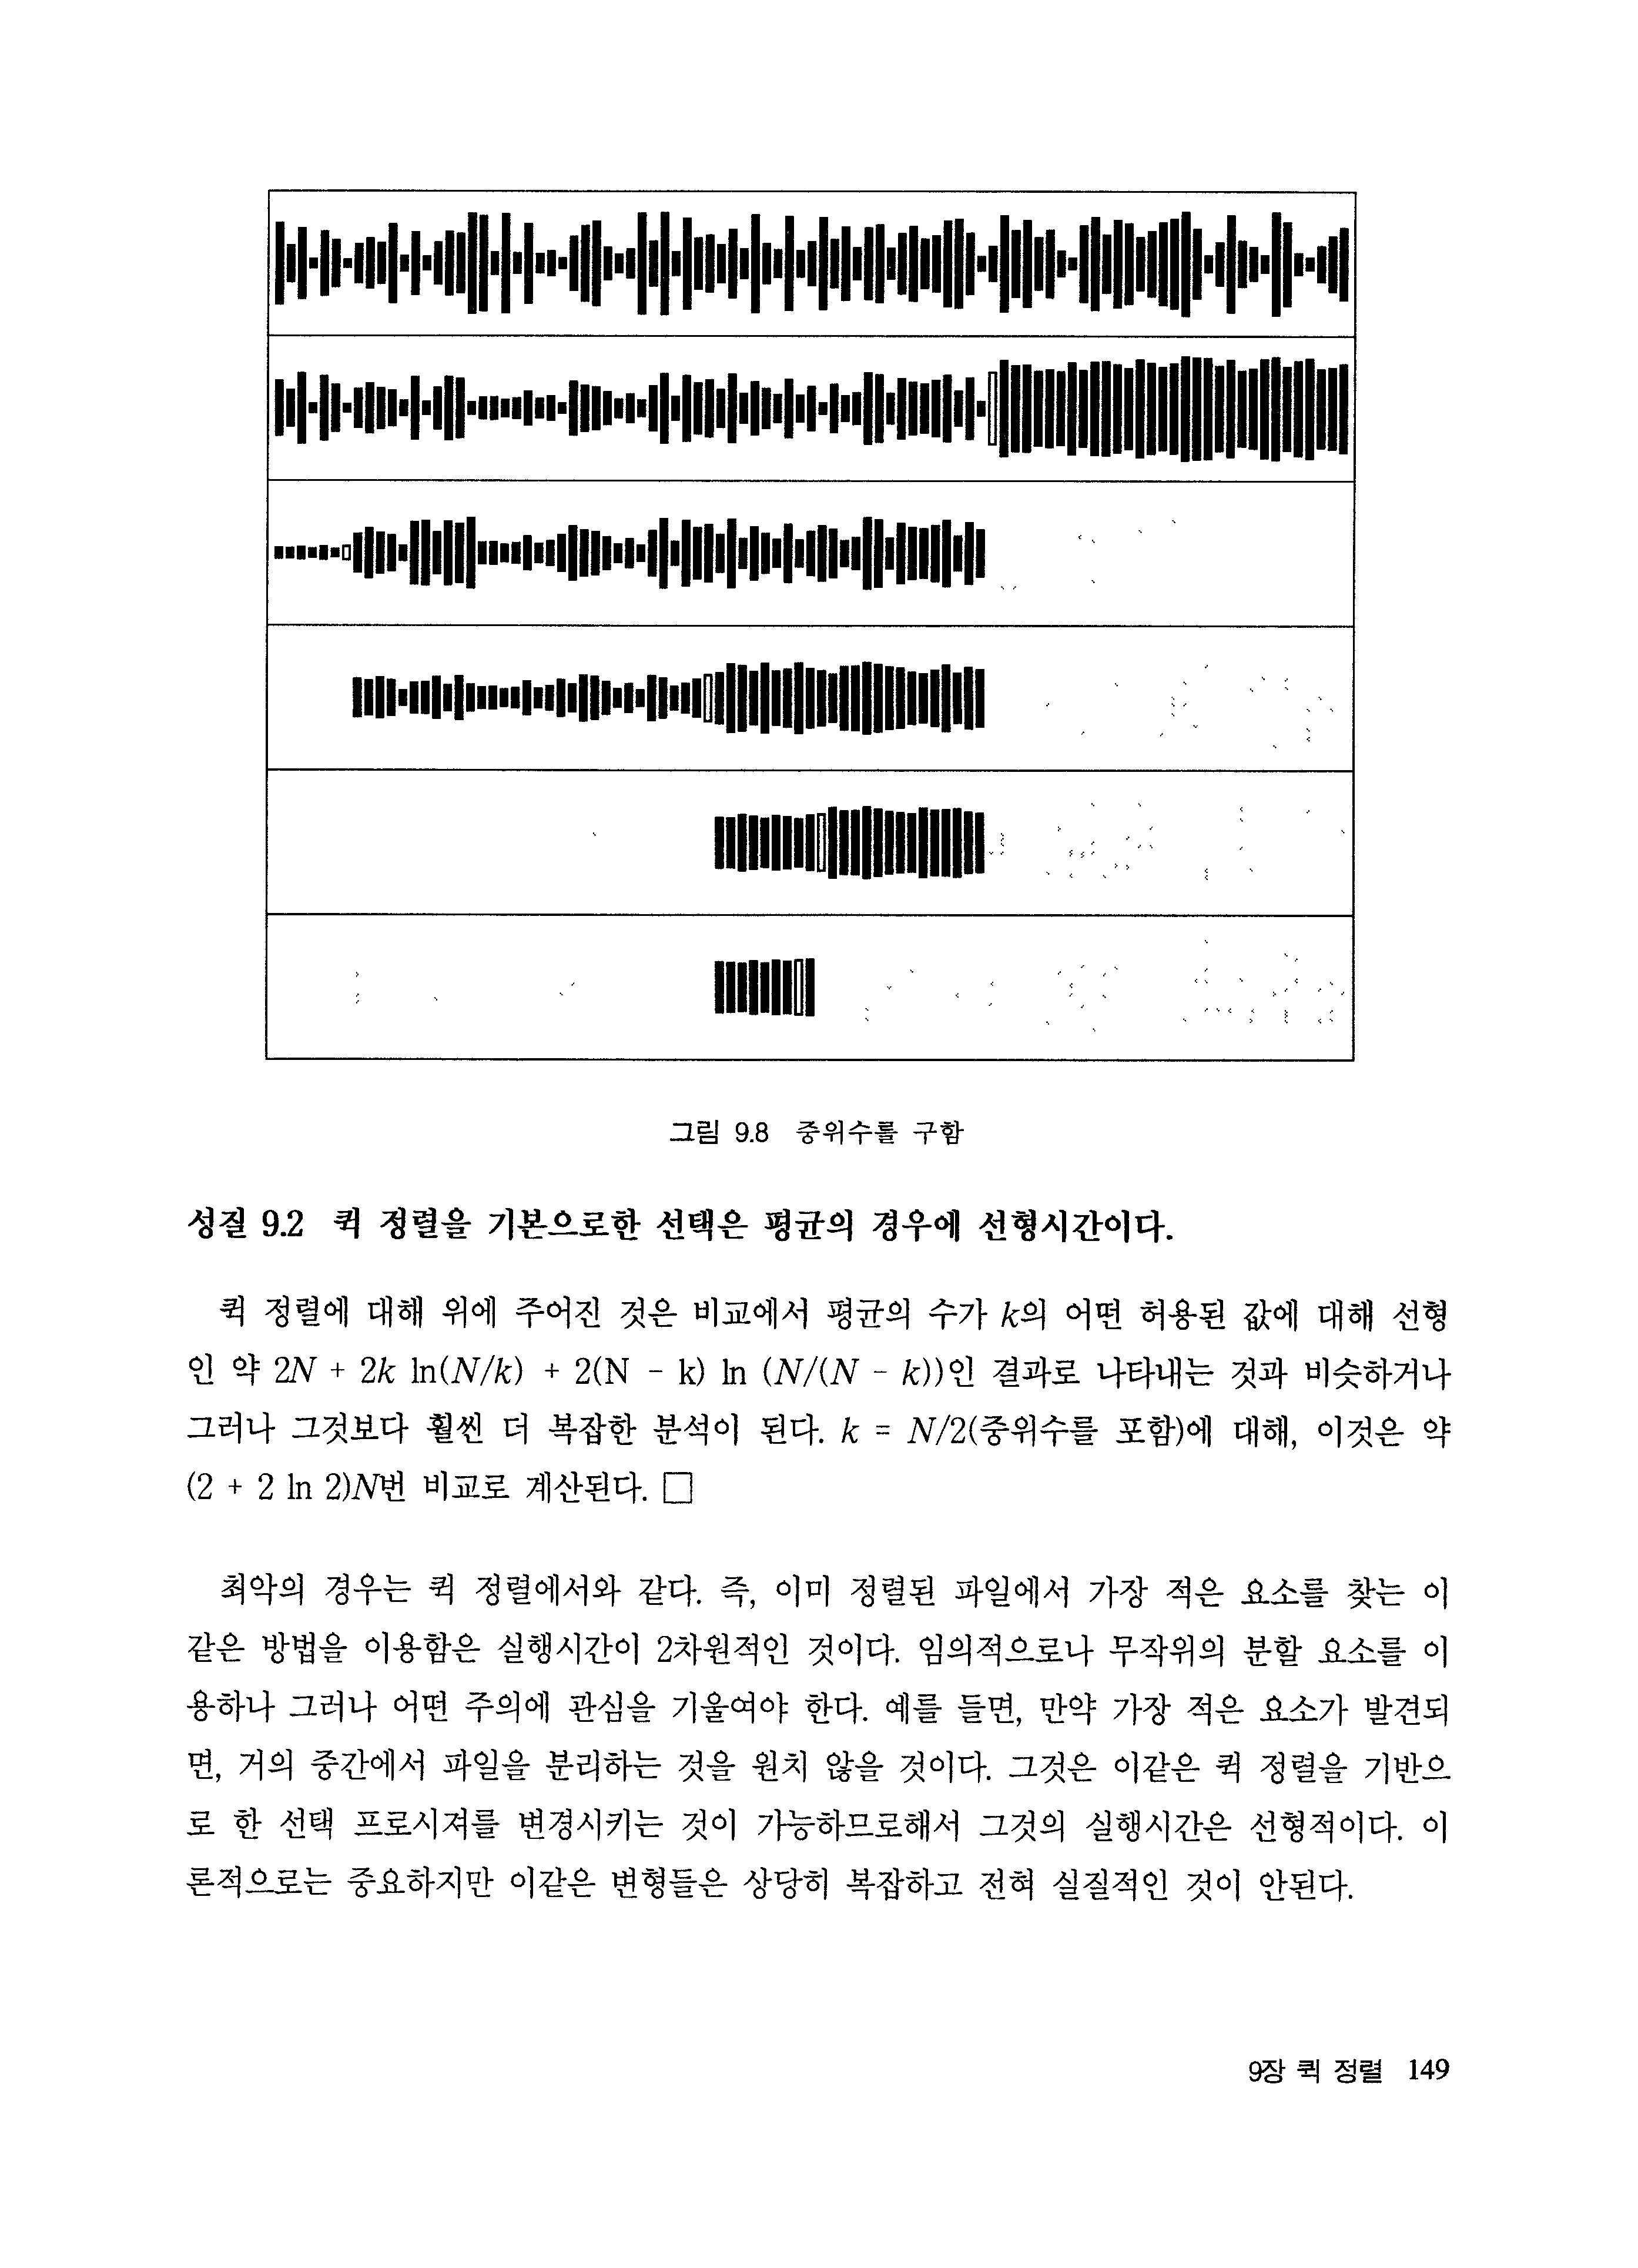 그림 9.8 중위수를 구함
성질 9.2 퀵 정렬을 기본으로한 선택은 평균의 경우에 선형시간이다.
퀵 정렬에 대해 위에 주어진 것은 비교에서 평균의 수가 k의 어떤 허용된 값에 대해 선형
인 약 2N + 2k ln(N/k) + 2(N - k) ln (N/(N - k))인 결과로 나타내는 것과 비슷하거나
그러나 그것보다 훨씬 더 복잡한 분석이 된다. k = N/2(중위수를 포함)에 대해, 이것은 약
(2 + 2 ln 2)N번 비교로 계산된다. □
최악의 경우는 퀵 정렬에서와 같다. 즉, 이미 정렬된 파일에서 가장 적은 요소를 찾는 이
같은 방법을 이용함은 실행시간이 2차원적인 것이다. 임의적으로나 무작위의 분할 요소를 이
용하나 그러나 어떤 주의에 관심을 기울여야 한다. 예를 들면, 만약 가장 적은 요소가 발견되
면, 거의 중간에서 파일을 분리하는 것을 원치 않을 것이다. 그것은 이같은 퀵 정렬을 기반으
로 한 선택 프로시져를 변경시키는 것이 가능하므로해서 그것의 실행시간은 선형적이다. 이
론적으로는 중요하지만 이같은 변형들은 상당히 복잡하고 전혀 실질적인 것이 안된다.
9장 퀵 정렬 149